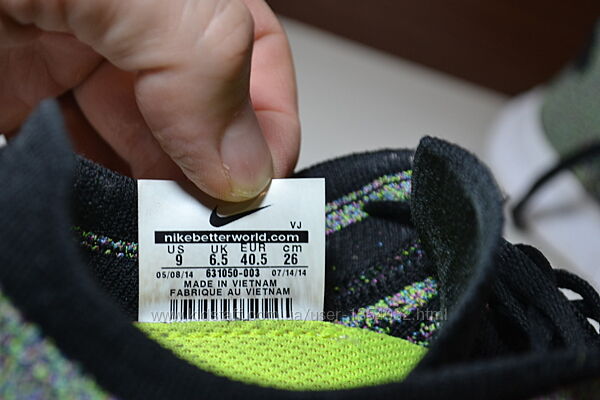 VJ
nikebetterworld.com
US UK EUR cm
9 6.5 40.5 26
05/08/14 631050-003 07/14/14
MADE IN VIETNAM
FABRIQUE AU VIETNAM